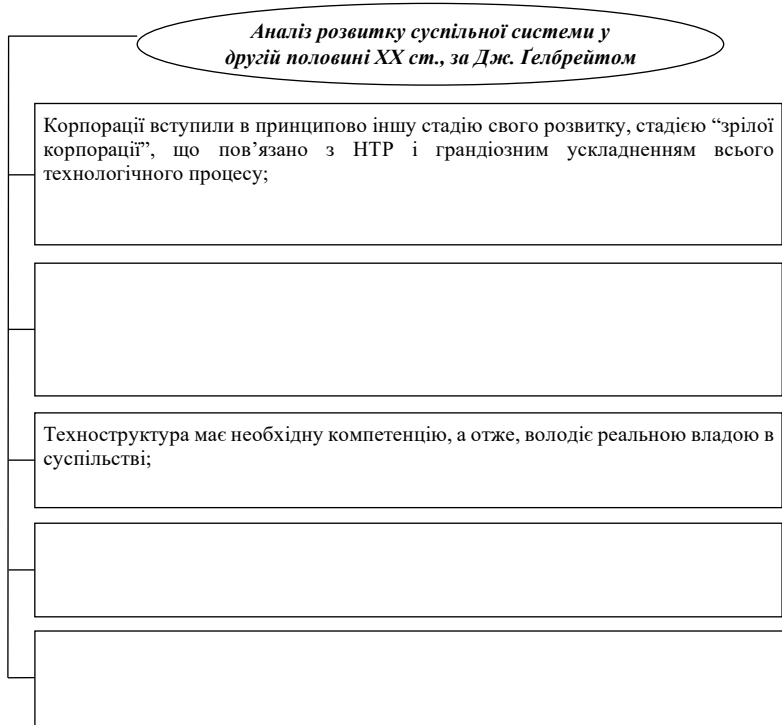 Аналіз розвитку суспільної системи у
другій половині XX ст., за Дж. Ґелбрейтом
Корпорації вступили в принципово іншу стадію свого розвитку, стадією “зрілої
корпорації”, що пов’язано з НТР і грандіозним ускладненням всього
технологічного процесу;
Техноструктура має необхідну компетенцію, а отже, володіє реальною владою в
суспільстві;